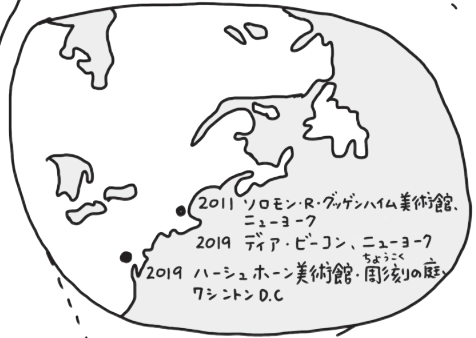 2011 ソロモン・R・グッゲンハイム美術館、
ニューヨーク
2019 ディア・ビーコン、ニューヨーク
ちょうこく
2019 ハーシュホーン美術館・彫刻の庭、
ワシントンD.C